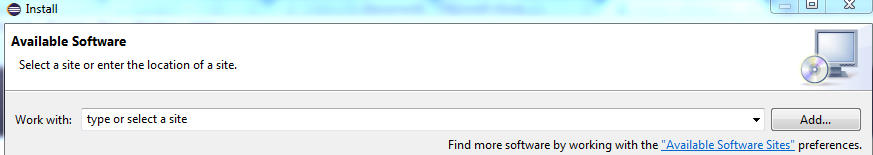 Install
Available Software
Select a site or enter the location of a site.
Work with: type or select a site Add...
Find more software by working with the "Available Software Sites" preferences.